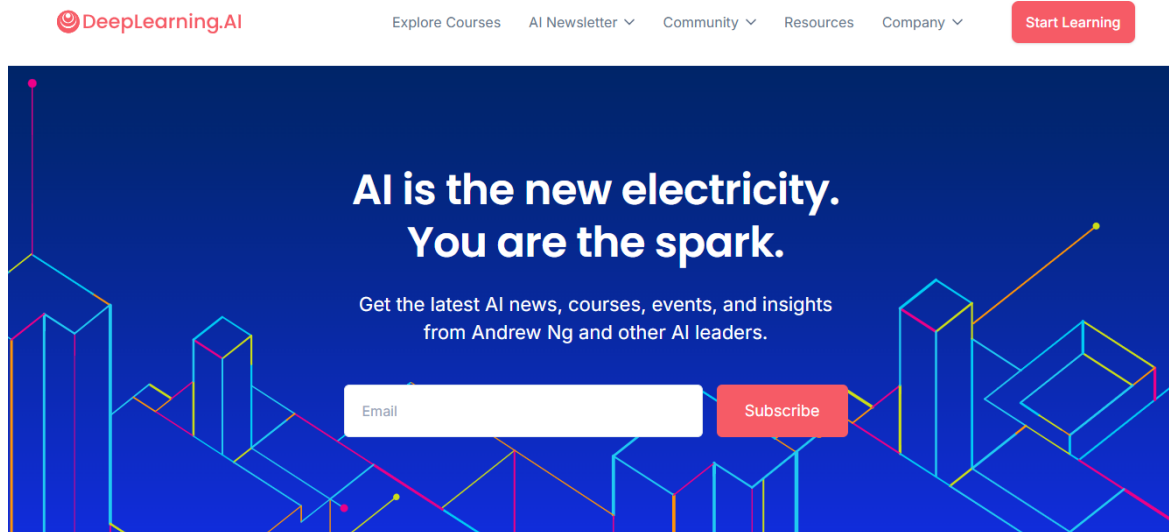 DeepLearning.AI
Explore Courses
AI Newsletter
Community
Resources
Company
Start Learning
AI is the new electricity.
You are the spark.
Get the latest AI news, courses, events, and insights
from Andrew Ng and other AI leaders.
Email
Subscribe